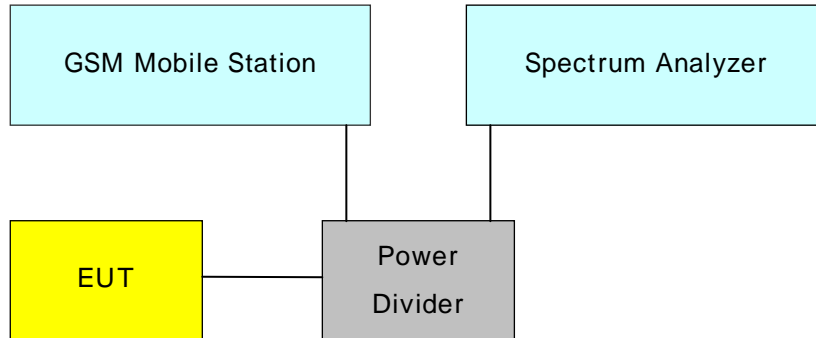 GSM Mobile Station
Spectrum Analyzer
EUT
Power
Divider